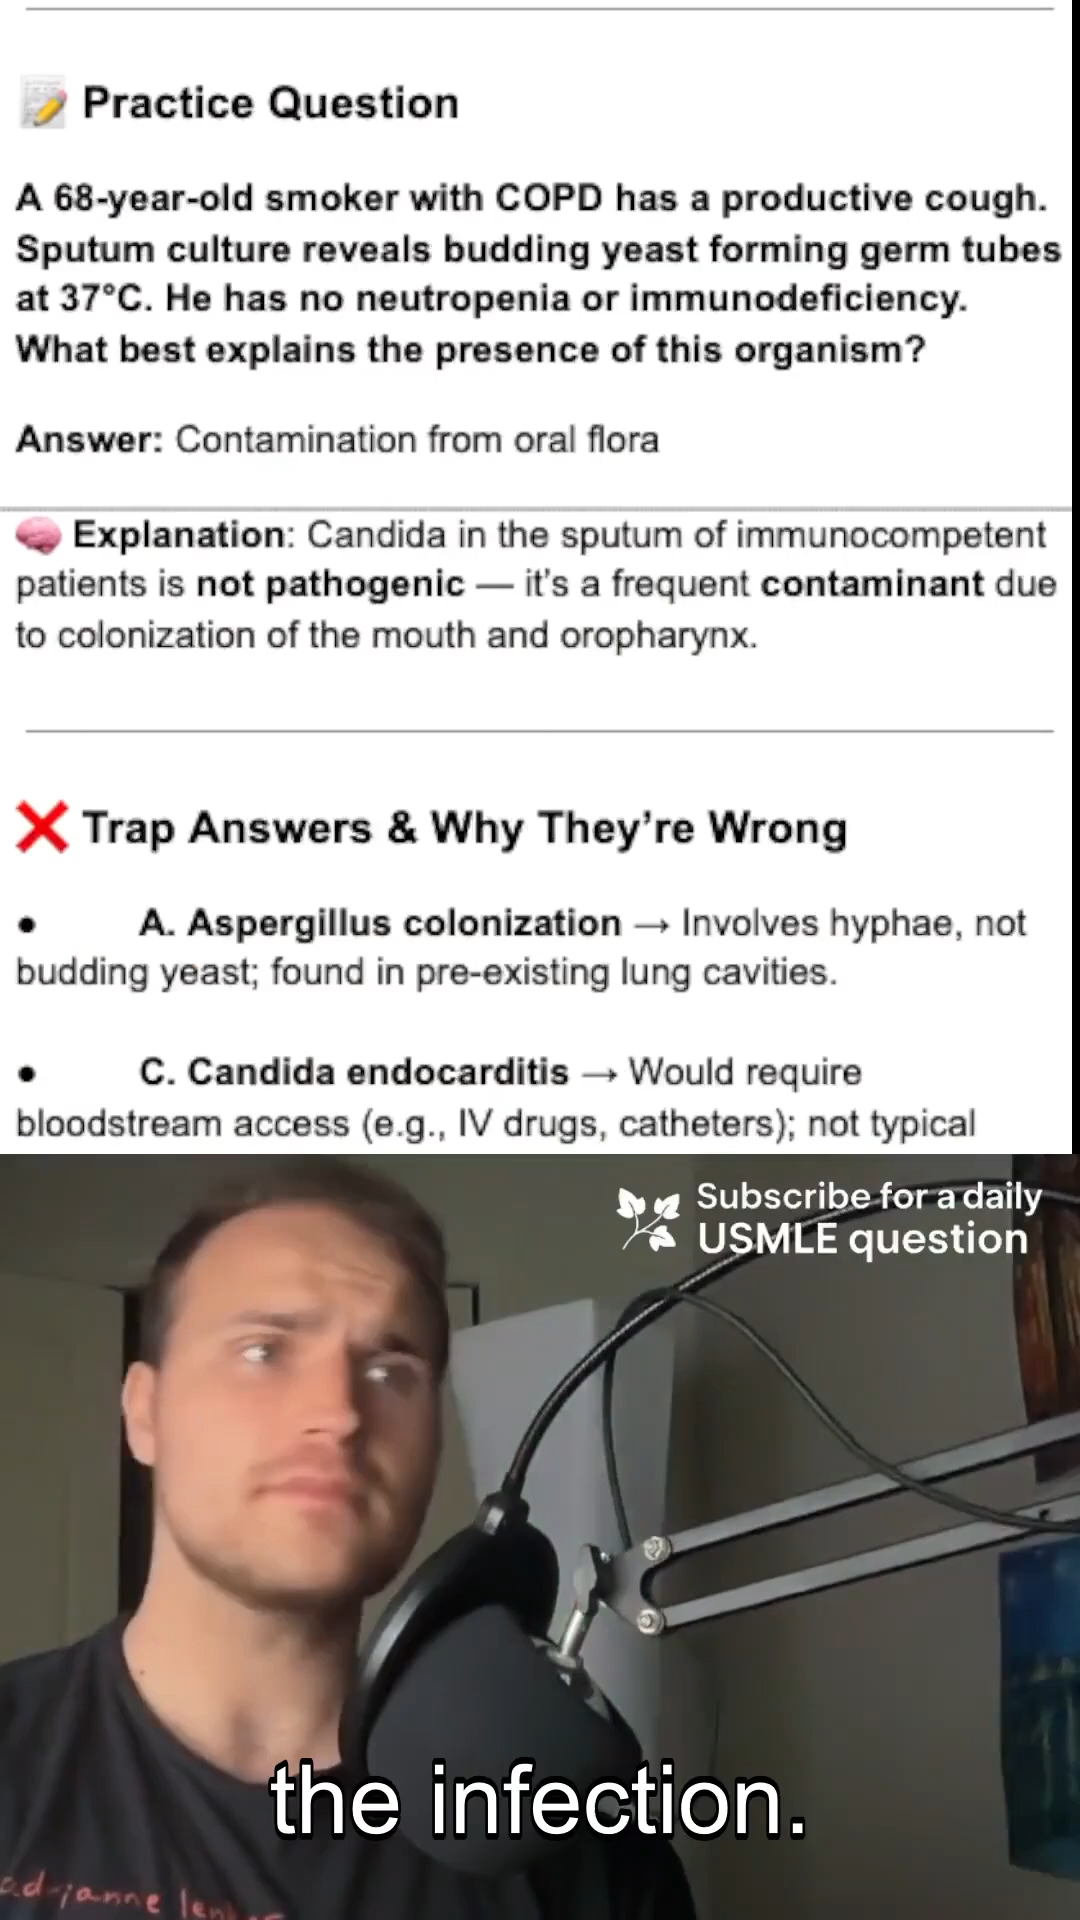 📝 Practice Question
A 68-year-old smoker with COPD has a productive cough.
Sputum culture reveals budding yeast forming germ tubes
at 37°C. He has no neutropenia or immunodeficiency.
What best explains the presence of this organism?
Answer: Contamination from oral flora
🧠 Explanation: Candida in the sputum of immunocompetent
patients is not pathogenic — it's a frequent contaminant due
to colonization of the mouth and oropharynx.
❌ Trap Answers & Why They're Wrong
● A. Aspergillus colonization → Involves hyphae, not
budding yeast; found in pre-existing lung cavities.
● C. Candida endocarditis → Would require
bloodstream access (e.g., IV drugs, catheters); not typical
Subscribe for a daily
USMLE question
the infection.
adrianne